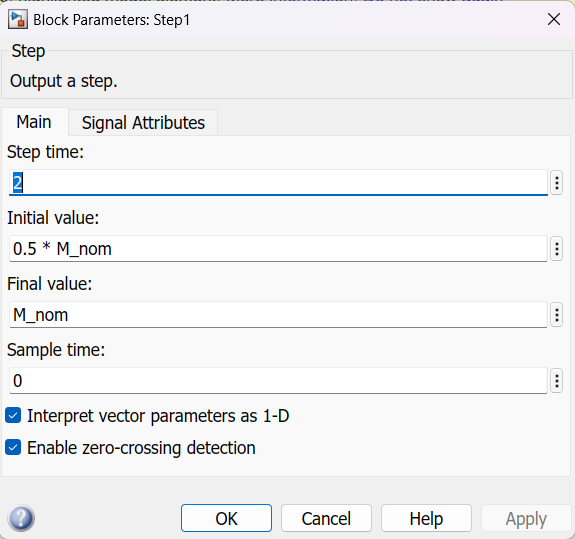 Block Parameters: Step1
Step
Output a step.
Main
Signal Attributes
Step time:
2
Initial value:
0.5 * M_nom
Final value:
M_nom
Sample time:
0
Interpret vector parameters as 1-D
Enable zero-crossing detection
?
OK
Cancel
Help
Apply